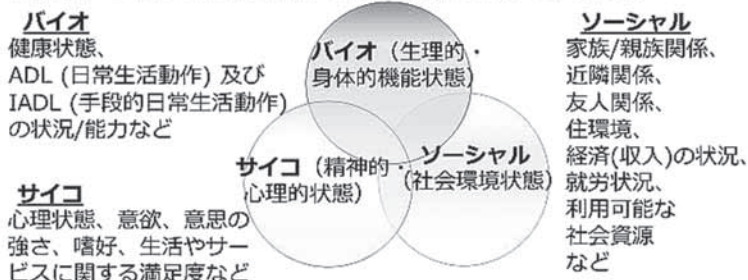 バイオ
健康状態、
ADL (日常生活動作) 及び
IADL (手段的日常生活動作)
の状況/能力など
サイコ
心理状態、意欲、意思の
強さ、嗜好、生活やサー
ビスに関する満足度など
バイオ（生理的・
身体的機能状態）
サイコ（精神的・
心理的状態）
ソーシャル
（社会環境状態）
ソーシャル
家族/親族関係、
近隣関係、
友人関係、
住環境、
経済(収入)の状況、
就労状況、
利用可能な
社会資源
など